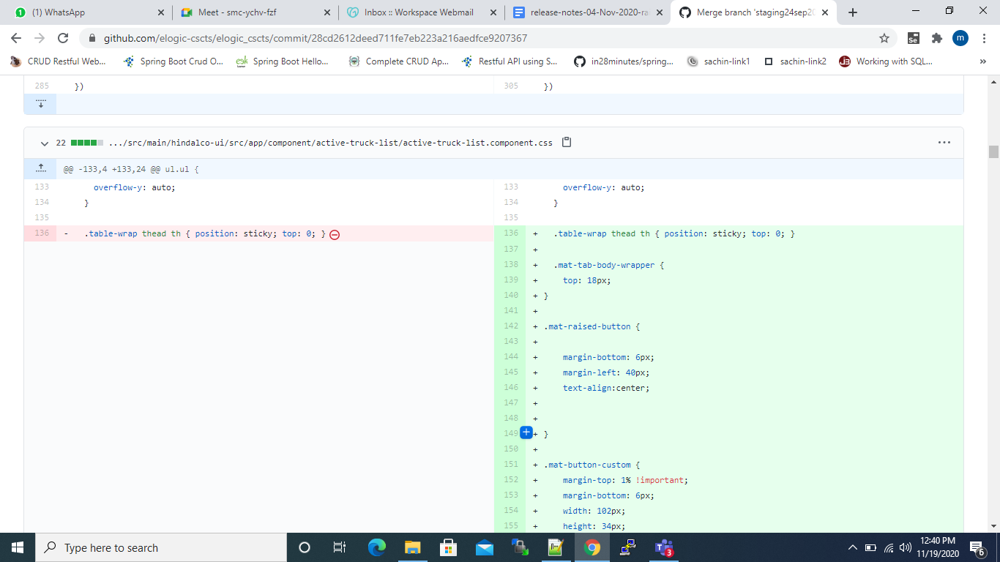 (1) WhatsApp
Meet - smc-ychv-fzf
Inbox :: Workspace Webmail
release-notes-04-Nov-2020-ra
Merge branch 'staging24sep20
github.com/elogic-cscts/elogic_cscts/commit/28cd2612deed711fe7eb223a216aedfce9207367
m
CRUD Restful Web...
Spring Boot Crud O...
Spring Boot Hello...
Complete CRUD Ap...
Restful API using S...
in28minutes/spring...
sachin-link1
sachin-link2
Working with SQL...
»
285 })
305 })
22 .../src/main/hindalco-ui/src/app/component/active-truck-list/active-truck-list.component.css
@@ -133,4 +133,24 @@ ul.ul {
133 overflow-y: auto;
134 }
135
136 - .table-wrap thead th { position: sticky; top: 0; }
133 overflow-y: auto;
134 }
135
136 + .table-wrap thead th { position: sticky; top: 0; }
137 +
138 + .mat-tab-body-wrapper {
139 + top: 18px;
140 + }
141 +
142 + .mat-raised-button {
143 +
144 + margin-bottom: 6px;
145 + margin-left: 40px;
146 + text-align:center;
147 +
148 +
149 + }
150 +
151 + .mat-button-custom {
152 + margin-top: 1% !important;
153 + margin-bottom: 6px;
154 + width: 102px;
155 + height: 34px;
Type here to search
3
12:40 PM
11/19/2020
6